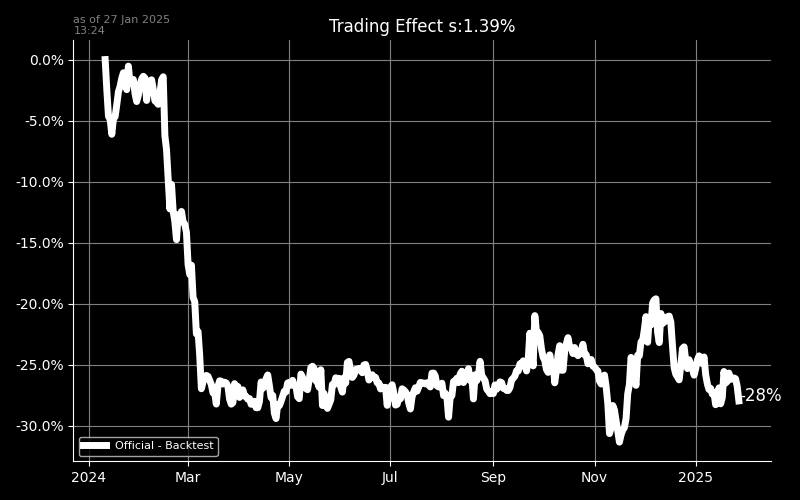 as of 27 Jan 2025
13:24
Trading Effect s:1.39%
0.0%
-5.0%
-10.0%
-15.0%
-20.0%
-25.0%
-30.0%
-28%
Official - Backtest
2024 Mar May Jul Sep Nov 2025